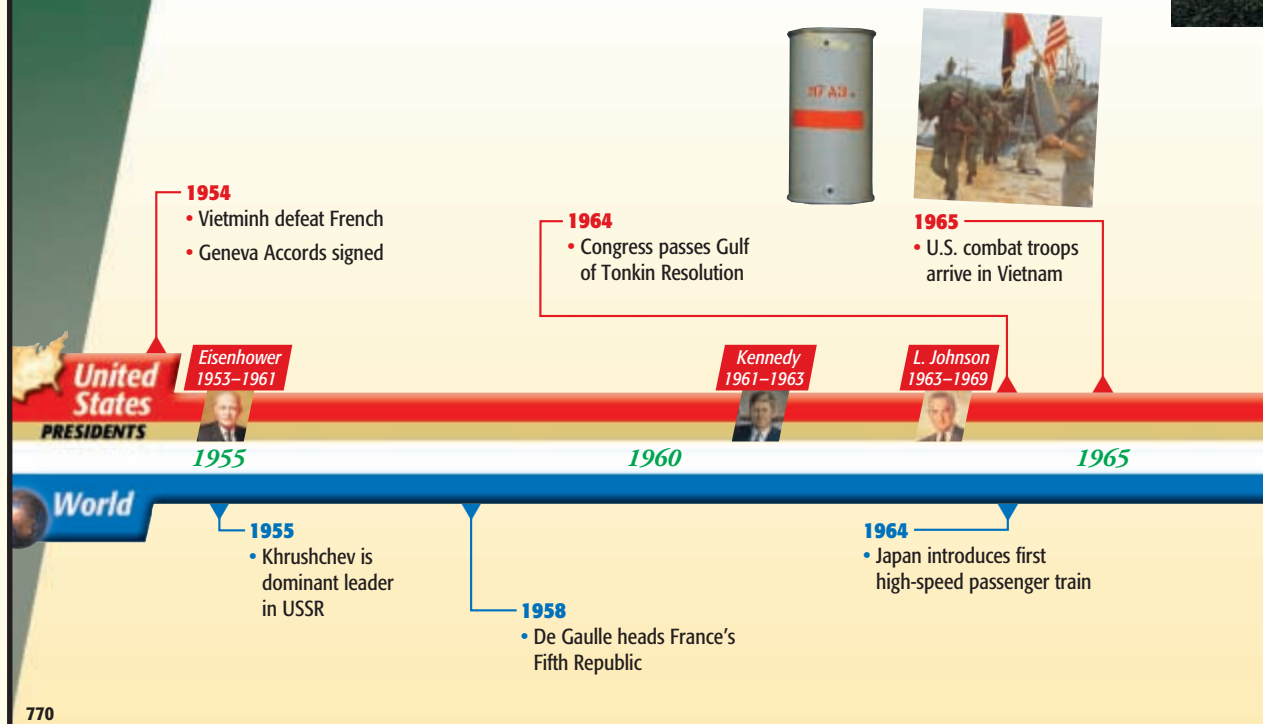 1954
• Vietminh defeat French
• Geneva Accords signed
1964
• Congress passes Gulf
of Tonkin Resolution
1965
• U.S. combat troops
arrive in Vietnam
United
States
PRESIDENTS
Eisenhower
1953–1961
Kennedy
1961–1963
L. Johnson
1963–1969
1955
1960
1965
World
1955
• Khrushchev is
dominant leader
in USSR
1958
• De Gaulle heads France’s
Fifth Republic
1964
• Japan introduces first
high-speed passenger train
770